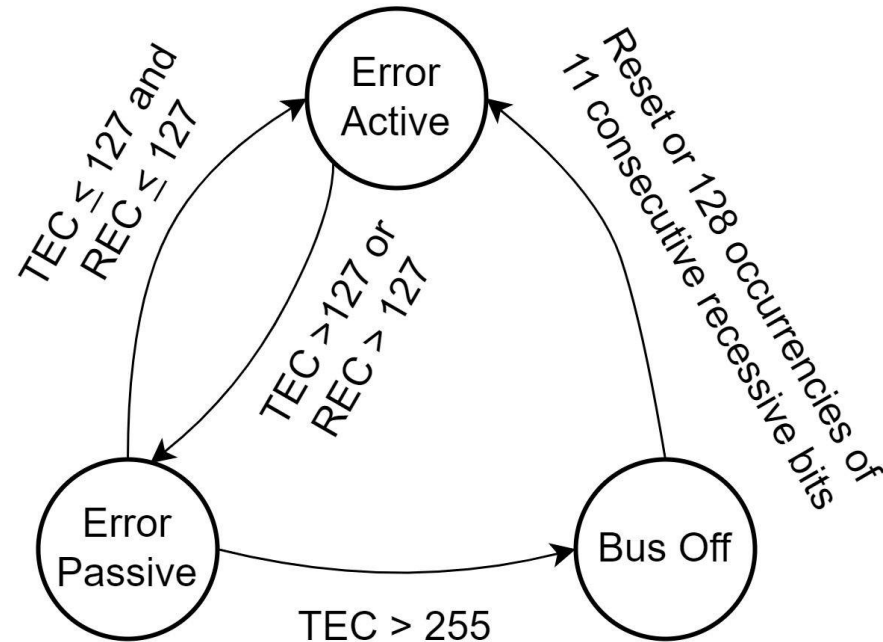 Error
Active
TEC ≤ 127 and
REC ≤ 127
TEC >127 or
REC > 127
Reset or 128 occurrencies of
11 consecutive recessive bits
Error
Passive
Bus Off
TEC > 255